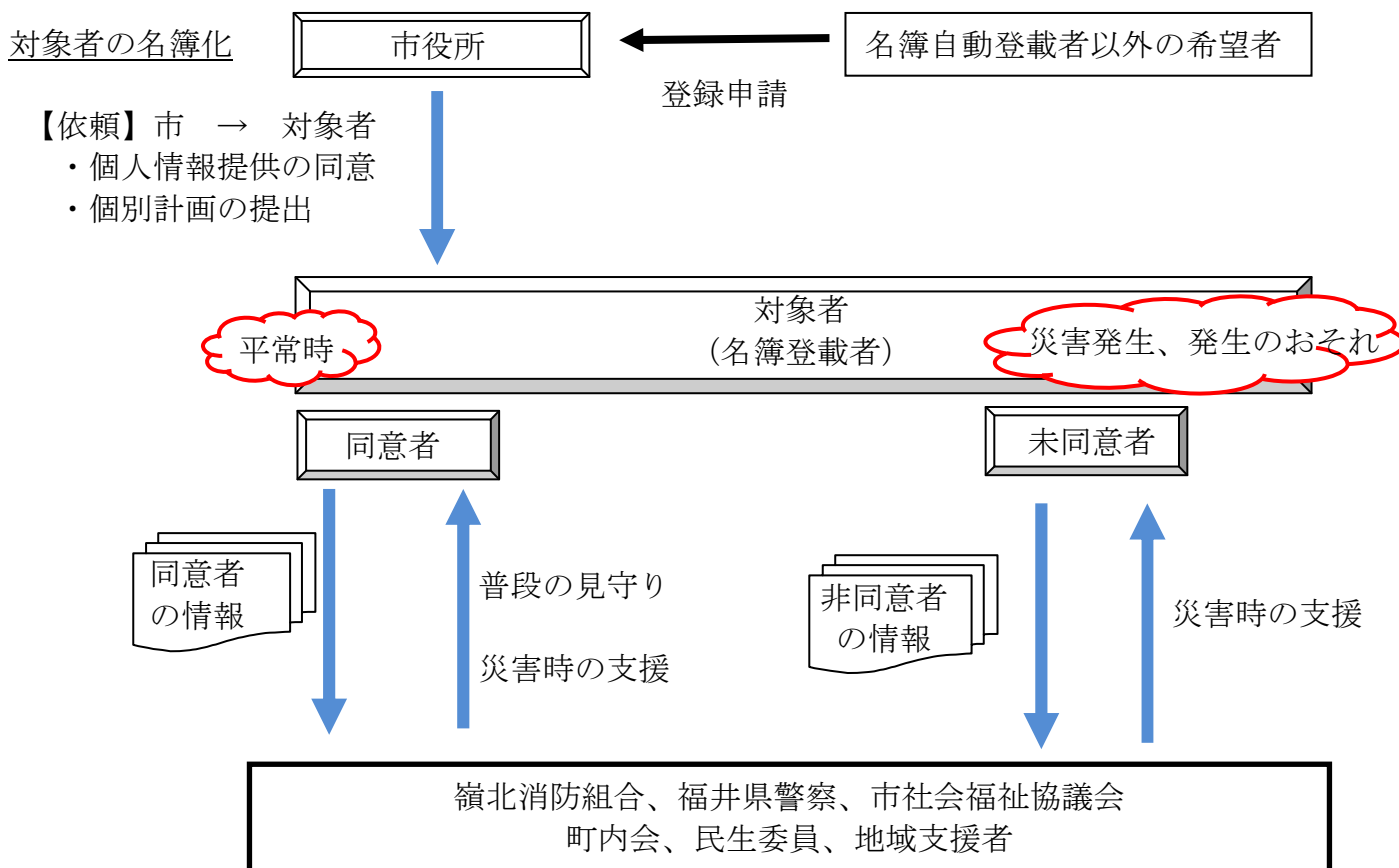 対象者の名簿化
市役所
名簿自動登載者以外の希望者
登録申請
【依頼】市　→　対象者
・個人情報提供の同意
・個別計画の提出
対象者
（名簿登載者）
平常時
災害発生、発生のおそれ
同意者
未同意者
同意者
の情報
普段の見守り
災害時の支援
非同意者
の情報
災害時の支援
嶺北消防組合、福井県警察、市社会福祉協議会
町内会、民生委員、地域支援者